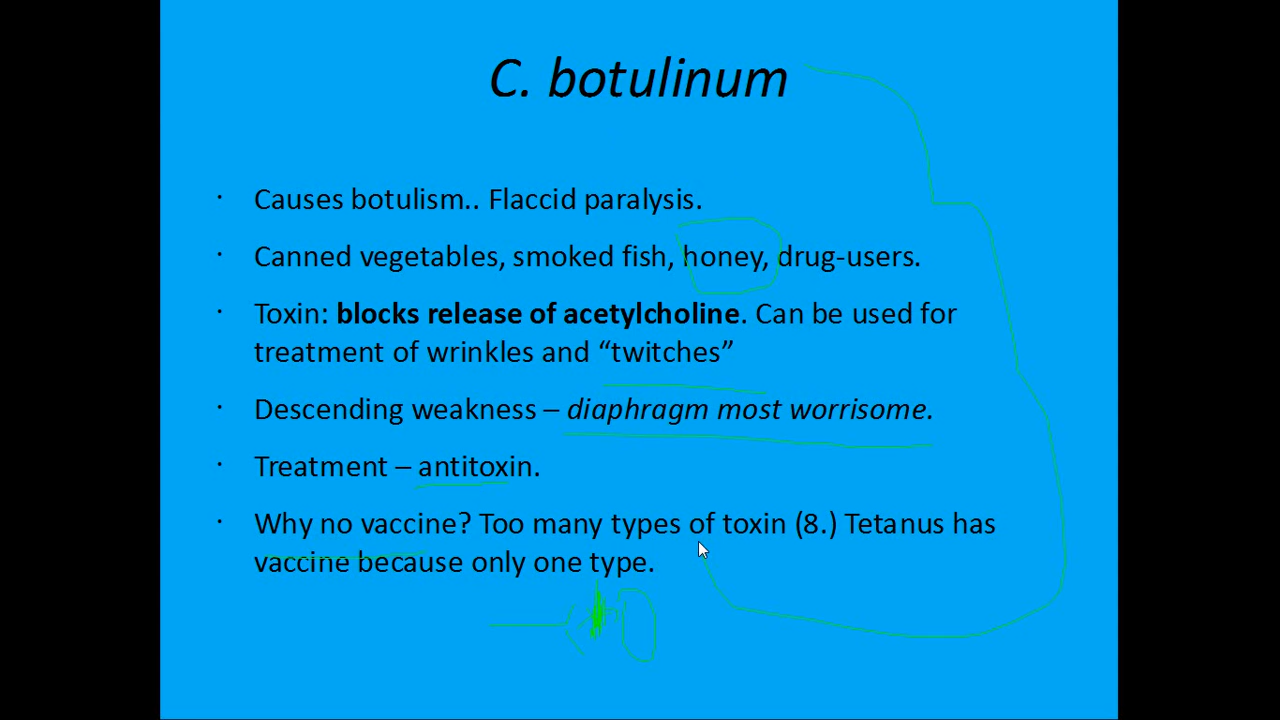 C. botulinum
· Causes botulism.. Flaccid paralysis.
· Canned vegetables, smoked fish, honey, drug-users.
· Toxin: blocks release of acetylcholine. Can be used for
treatment of wrinkles and “twitches”
· Descending weakness – diaphragm most worrisome.
· Treatment – antitoxin.
· Why no vaccine? Too many types of toxin (8.) Tetanus has
vaccine because only one type.